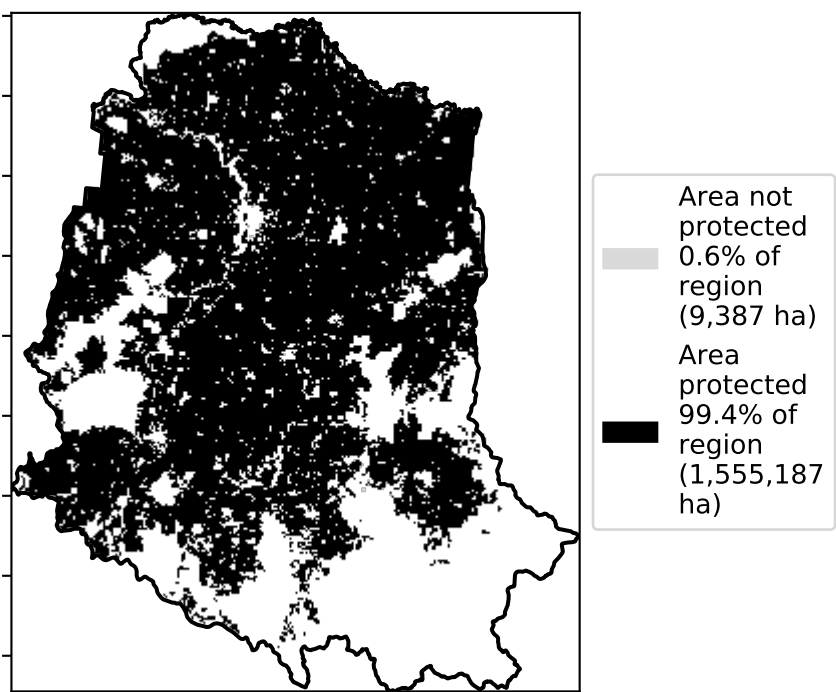 Area not
protected
0.6% of
region
(9,387 ha)
Area
protected
99.4% of
region
(1,555,187
ha)